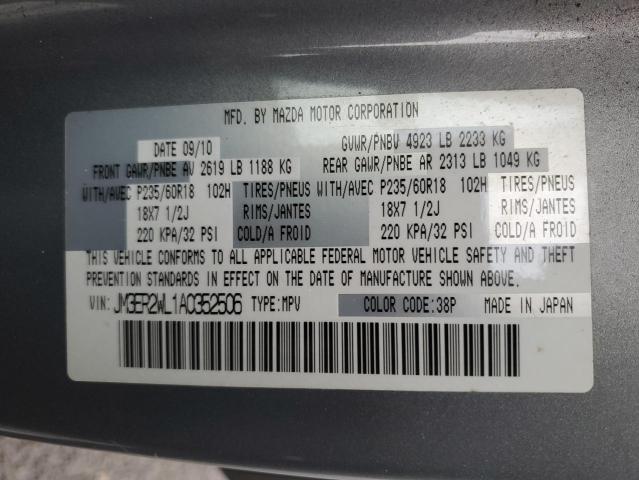 MFD. BY MAZDA MOTOR CORPORATION
DATE 09/10 GVWR/PNBV 4923 LB 2233 KG
FRONT GAWR/PNBE AV 2619 LB 1188 KG REAR GAWR/PNBE AR 2313 LB 1049 KG
WITH/AVEC P235/60R18 102H TIRES/PNEUS WITH/AVEC P235/60R18 102H TIRES/PNEUS
18X7 1/2J RIMS/JANTES 18X7 1/2J RIMS/JANTES
220 KPA/32 PSI COLD/A FROID 220 KPA/32 PSI COLD/A FROID
THIS VEHICLE CONFORMS TO ALL APPLICABLE FEDERAL MOTOR VEHICLE SAFETY AND THEFT
PREVENTION STANDARDS IN EFFECT ON THE DATE OF MANUFACTURE SHOWN ABOVE.
VIN: JM3ER2WL1A0352506 TYPE:MPV COLOR CODE:38P MADE IN JAPAN